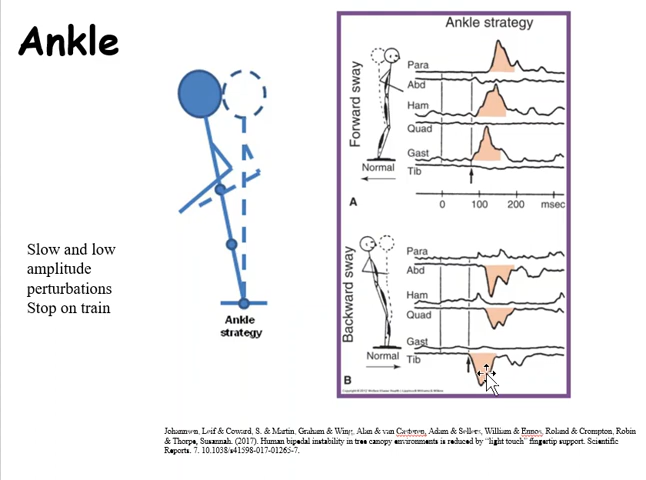 Ankle
Slow and low
amplitude
perturbations
Stop on train
Ankle
strategy
Ankle strategy
Forward sway
Para
Abd
Ham
Quad
Gast
Tib
Normal
A
0 100 200 msec
Backward sway
Para
Abd
Ham
Quad
Gast
Tib
Normal
B
Johannsen, Leif & Coward, S. & Martin, Graham & Wing, Alan & van Casteren, Adam & Sellers, William & Ennos, Roland & Crompton, Robin
& Thorpe, Susannah. (2017). Human bipedal instability in tree canopy environments is reduced by "light touch" fingertip support. Scientific
Reports. 7. 10.1038/s41598-017-01265-7.